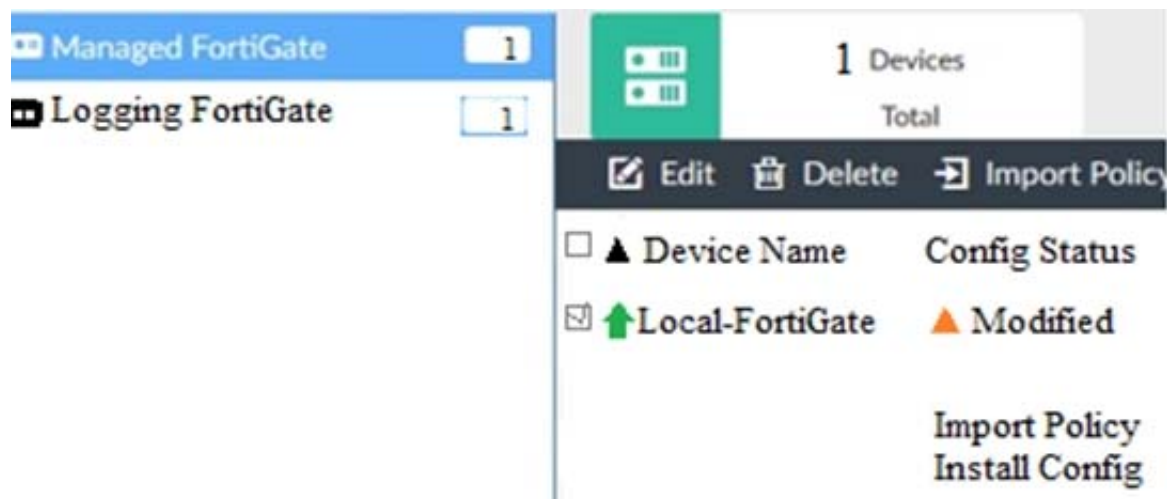 Managed FortiGate 1
Logging FortiGate 1
1 Devices
Total
Edit Delete Import Policy
Device Name Config Status
Local-FortiGate Modified
Import Policy
Install Config